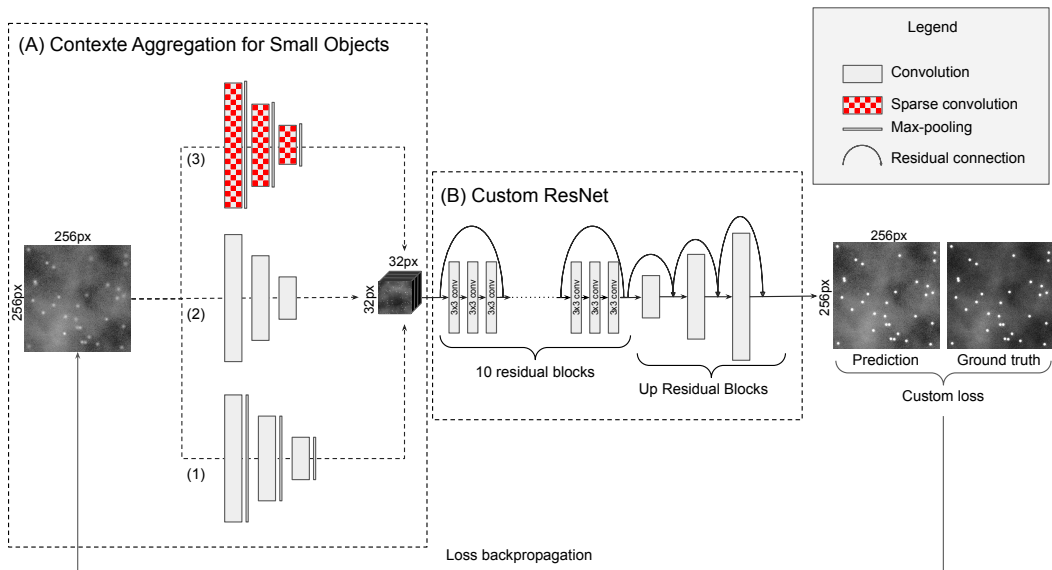 (A) Contexte Aggregation for Small Objects
Legend
Convolution
Sparse convolution
Max-pooling
Residual connection
(3)
(B) Custom ResNet
256px
256px
(2)
32px
32px
3x3 conv
3x3 conv
3x3 conv
3x3 conv
3x3 conv
3x3 conv
10 residual blocks
Up Residual Blocks
256px
256px
Prediction
Ground truth
Custom loss
(1)
Loss backpropagation